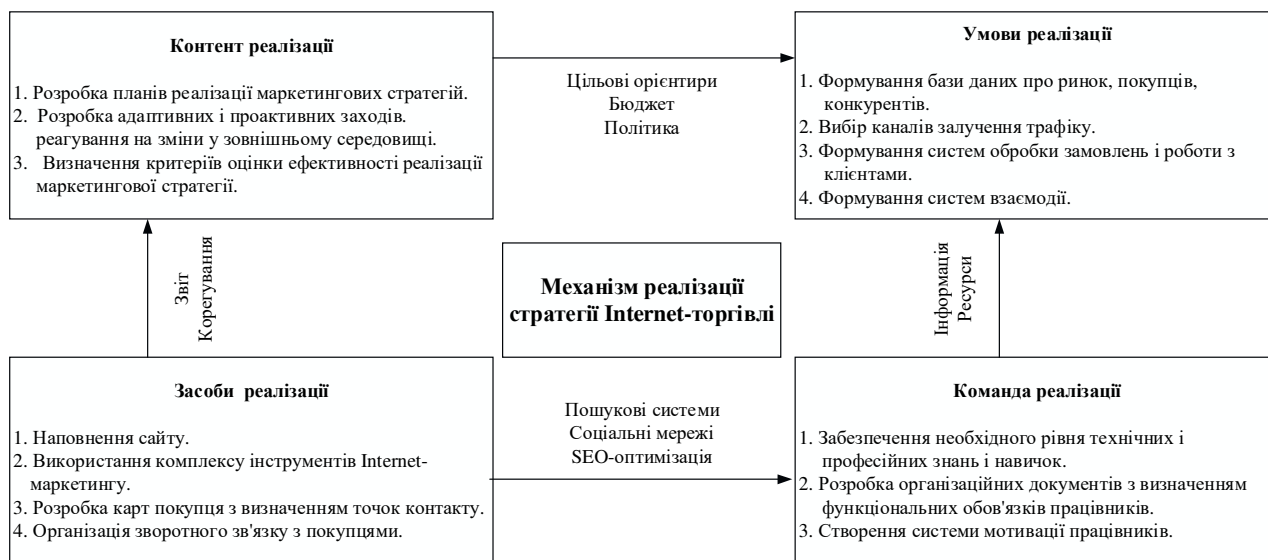 Контент реалізації
1. Розробка планів реалізації маркетингових стратегій.
2. Розробка адаптивних і проактивних заходів.
реагування на зміни у зовнішньому середовищі.
3. Визначення критеріїв оцінки ефективності реалізації
маркетингової стратегії.
Цільові орієнтири
Бюджет
Політика
Умови реалізації
1. Формування бази даних про ринок, покупців,
конкурентів.
2. Вибір каналів залучення трафіку.
3. Формування систем обробки замовлень і роботи з
клієнтами.
4. Формування систем взаємодії.
Звіт
Корегування
Механізм реалізації
стратегії Internet-торгівлі
Інформація
Ресурси
Засоби реалізації
1. Наповнення сайту.
2. Використання комплексу інструментів Internet-
маркетингу.
3. Розробка карт покупця з визначенням точок контакту.
4. Організація зворотного зв'язку з покупцями.
Пошукові системи
Соціальні мережі
SEO-оптимізація
Команда реалізації
1. Забезпечення необхідного рівня технічних і
професійних знань і навичок.
2. Розробка організаційних документів з визначенням
функціональних обов'язків працівників.
3. Створення системи мотивації працівників.